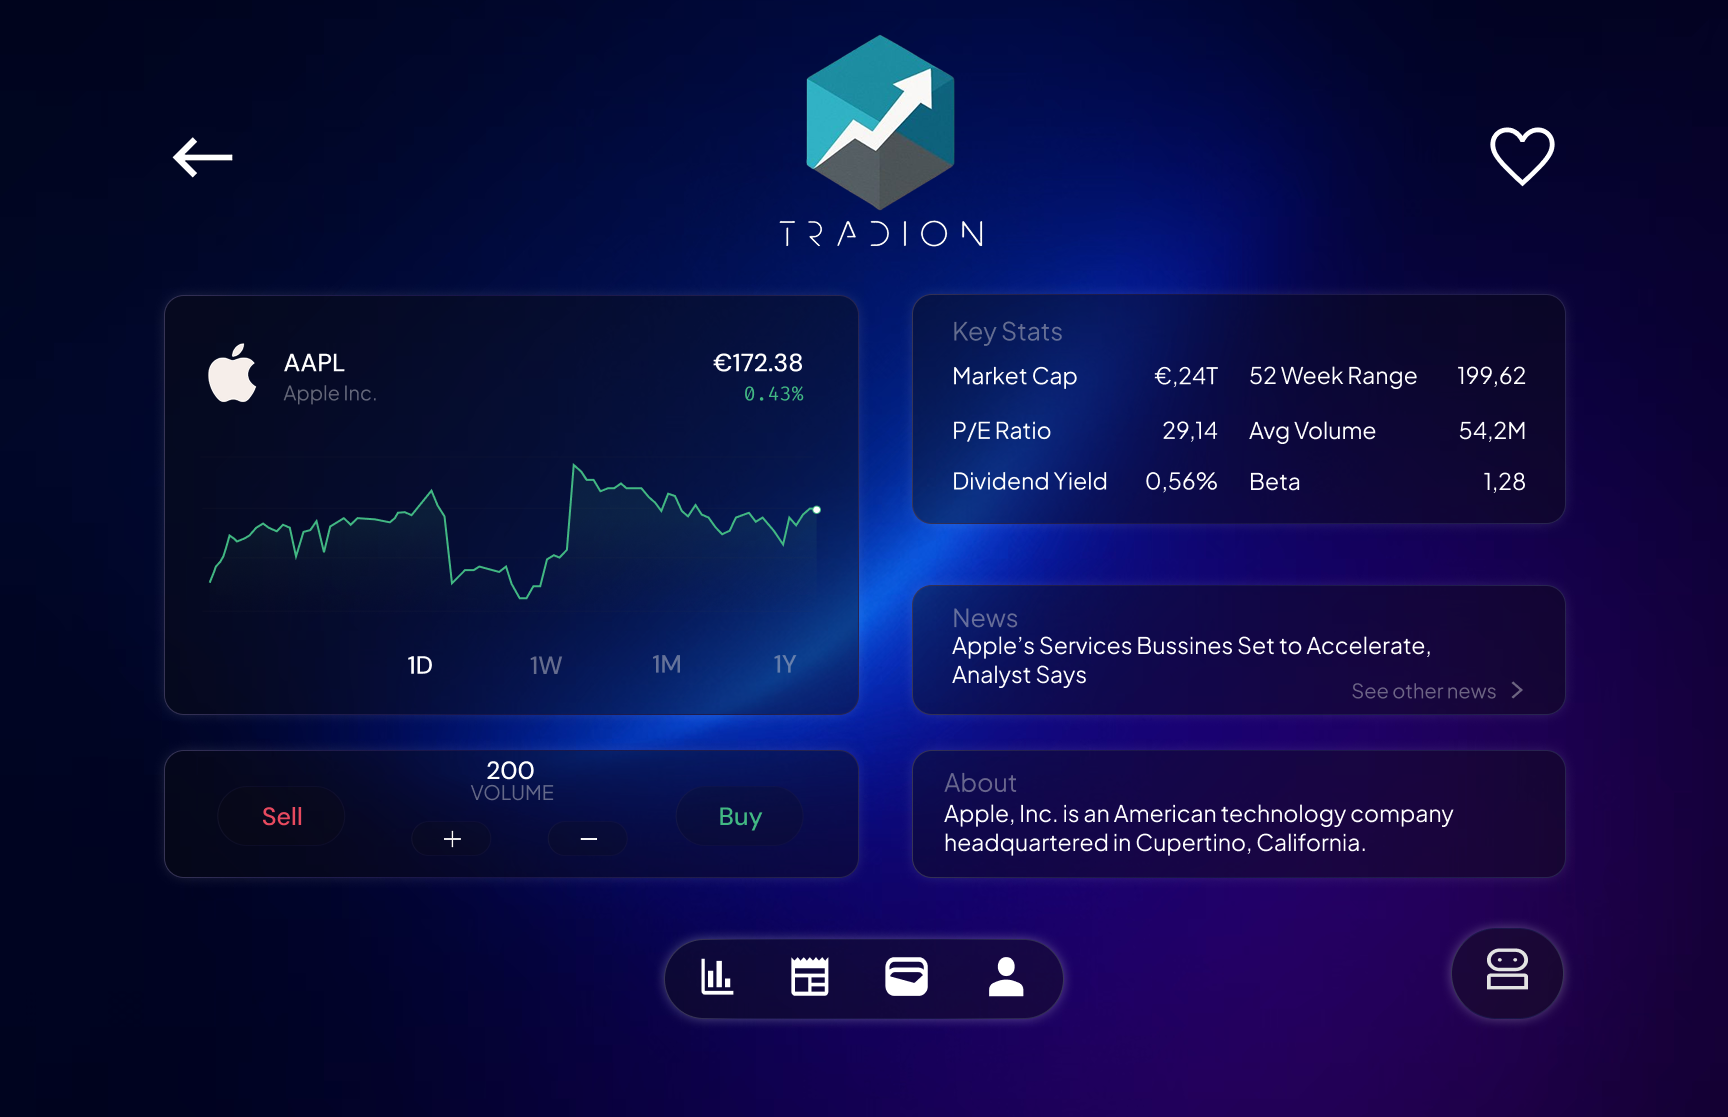 TRADION
AAPL
Apple Inc.
€172.38
0.43%
1D 1W 1M 1Y
Sell
200
VOLUME
+ −
Buy
Key Stats
Market Cap €,24T 52 Week Range 199,62
P/E Ratio 29,14 Avg Volume 54,2M
Dividend Yield 0,56% Beta 1,28
News
Apple’s Services Bussines Set to Accelerate,
Analyst Says
See other news
About
Apple, Inc. is an American technology company
headquartered in Cupertino, California.